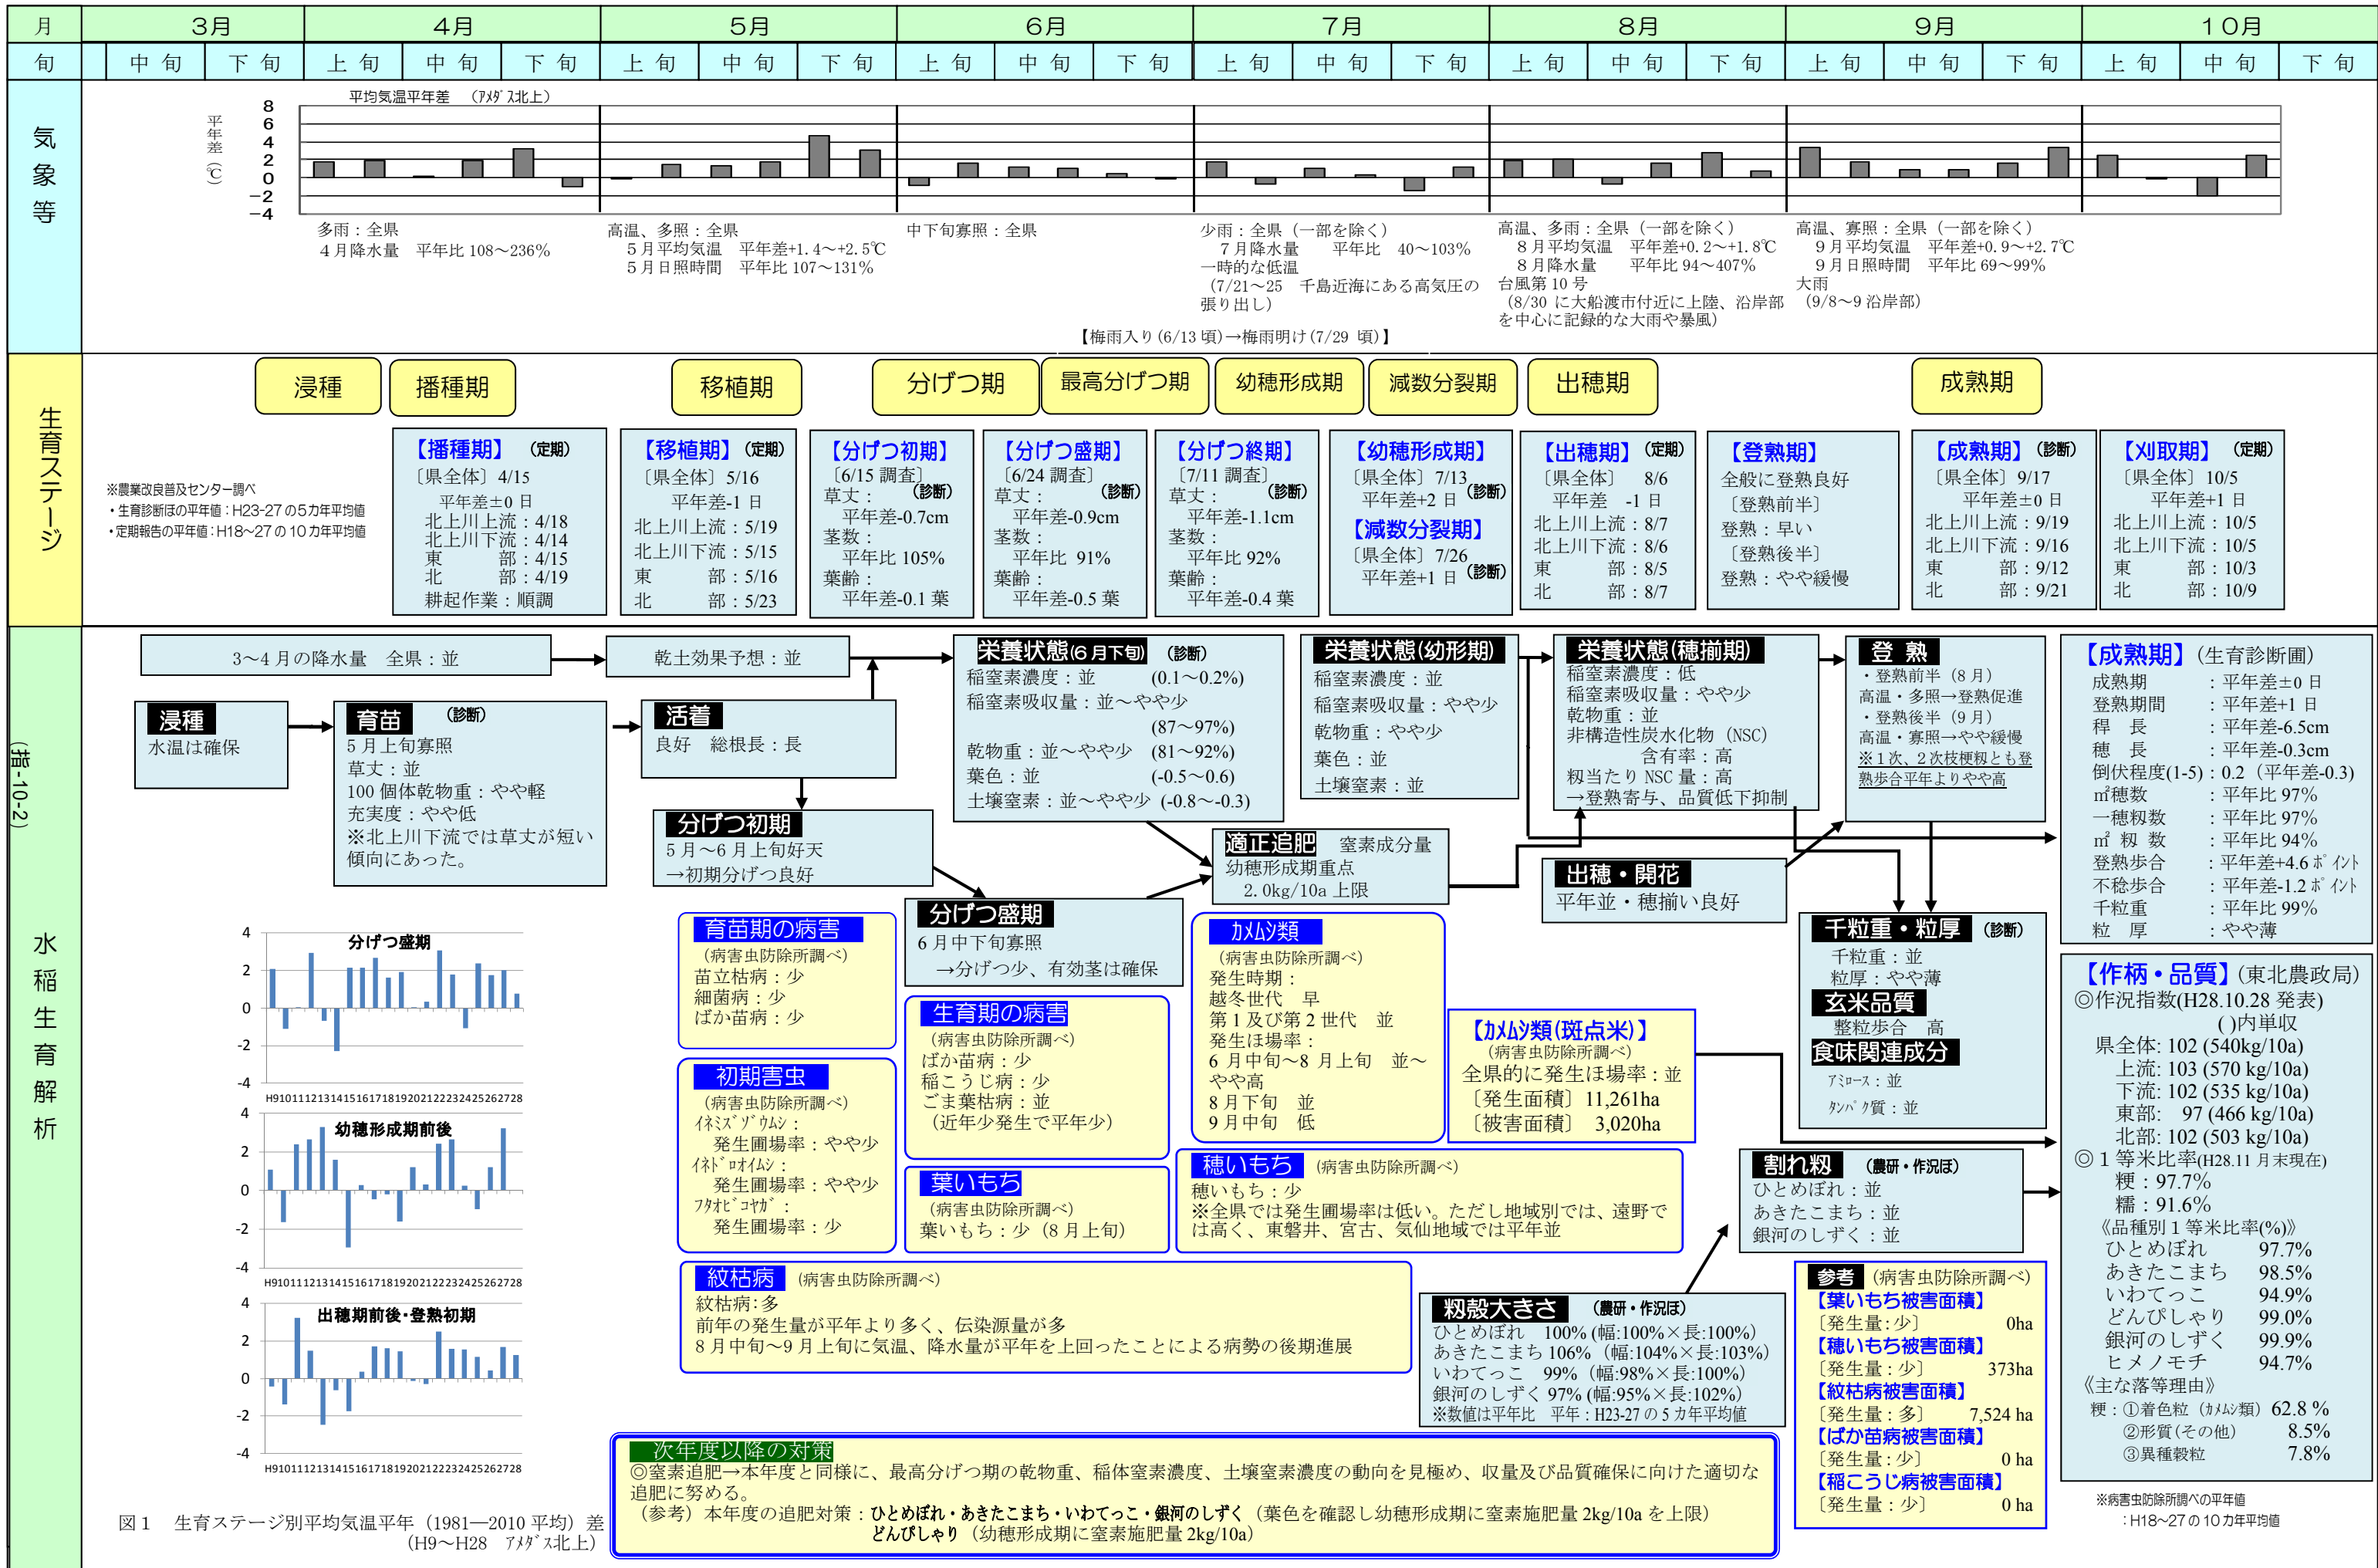 月 3月 4月 5月 6月 7月 8月 9月 10月
旬 中旬 下旬 上旬 中旬 下旬 上旬 中旬 下旬 上旬 中旬 下旬 上旬 中旬 下旬 上旬 中旬 下旬 上旬 中旬 下旬 上旬 中旬 下旬
気象等
平均気温平年差 (アメダス北上)
平年差(℃)
8
6
4
2
0
−2
−4
多雨：全県
4月降水量 平年比 108～236%
高温、多照：全県
5月平均気温 平年差+1.4～+2.5℃
5月日照時間 平年比 107～131%
中下旬寡照：全県
少雨：全県（一部を除く）
7月降水量 平年比 40～103%
一時的な低温
（7/21～25 千島近海にある高気圧の
張り出し）
高温、多雨：全県（一部を除く）
8月平均気温 平年差+0.2～+1.8℃
8月降水量 平年比 94～407%
台風第10号
（8/30 に大船渡市付近に上陸、沿岸部
を中心に記録的な大雨や暴風）
高温、寡照：全県（一部を除く）
9月平均気温 平年差+0.9～+2.7℃
9月日照時間 平年比 69～99%
大雨
（9/8～9 沿岸部）
【梅雨入り(6/13 頃)→梅雨明け(7/29 頃)】
生育ステージ
浸種 播種期 移植期 分げつ期 最高分げつ期 幼穂形成期 減数分裂期 出穂期 成熟期
※農業改良普及センター調べ
・生育診断ほの平年値：H23-27の5カ年平均値
・定期報告の平年値：H18～27の10カ年平均値
【播種期】 (定期)
〔県全体〕4/15
平年差±0 日
北上川上流：4/18
北上川下流：4/14
東部：4/15
北部：4/19
耕起作業：順調
【移植期】(定期)
〔県全体〕5/16
平年差-1 日
北上川上流：5/19
北上川下流：5/15
東部：5/16
北部：5/23
【分げつ初期】
〔6/15 調査〕
草丈： (診断)
平年差-0.7cm
茎数：
平年比 105%
葉齢：
平年差-0.1 葉
【分げつ盛期】
〔6/24 調査〕
草丈： (診断)
平年差-0.9cm
茎数：
平年比 91%
葉齢：
平年差-0.5 葉
【分げつ終期】
〔7/11 調査〕
草丈： (診断)
平年差-1.1cm
茎数：
平年比 92%
葉齢：
平年差-0.4 葉
【幼穂形成期】
〔県全体〕7/13
平年差+2 日 (診断)
【減数分裂期】
〔県全体〕7/26
平年差+1 日 (診断)
【出穂期】(定期)
〔県全体〕 8/6
平年差 -1 日
北上川上流：8/7
北上川下流：8/6
東部：8/5
北部：8/7
【登熟期】
全般に登熟良好
〔登熟前半〕
登熟：早い
〔登熟後半〕
登熟：やや緩慢
【成熟期】(診断)
〔県全体〕9/17
平年差±0 日
北上川上流：9/19
北上川下流：9/16
東部：9/12
北部：9/21
【刈取期】(定期)
〔県全体〕10/5
平年差+1 日
北上川上流：10/5
北上川下流：10/5
東部：10/3
北部：10/9
(指-10-2)
水稲生育解析
3～4月の降水量 全県：並
乾土効果予想：並
浸種
水温は確保
育苗 (診断)
5月上旬寡照
草丈：並
100個体乾物重：やや軽
充実度：やや低
※北上川下流では草丈が短い
傾向にあった。
活着
良好 総根長：長
分げつ初期
5月～6月上旬好天
→初期分げつ良好
栄養状態(6月下旬) (診断)
稲窒素濃度：並 (0.1～0.2%)
稲窒素吸収量：並～やや少
(87～97%)
乾物重：並～やや少 (81～92%)
葉色：並 (-0.5～0.6)
土壌窒素：並～やや少 (-0.8～-0.3)
分げつ盛期
6月中下旬寡照
→分げつ少、有効茎は確保
栄養状態(幼形期)
稲窒素濃度：並
稲窒素吸収量：やや少
乾物重：やや少
葉色：並
土壌窒素：並
適正追肥 窒素成分量
幼穂形成期重点
2.0kg/10a 上限
栄養状態(穂揃期)
稲窒素濃度：低
稲窒素吸収量：やや少
乾物重：並
非構造性炭水化物（NSC）
含有率：高
籾当たりNSC量：高
→登熟寄与、品質低下抑制
出穂・開花
平年並・穂揃い良好
登熟
・登熟前半（8月）
高温・多照→登熟促進
・登熟後半（9月）
高温・寡照→やや緩慢
※1次、2次枝梗籾とも登
熟歩合平年よりやや高
千粒重・粒厚 (診断)
千粒重：並
粒厚：やや薄
玄米品質
整粒歩合 高
食味関連成分
アミロース：並
タンパク質：並
【成熟期】(生育診断圃)
成熟期：平年差±0 日
登熟期間：平年差+1 日
稈長：平年差-6.5cm
穂長：平年差-0.3cm
倒伏程度(1-5)：0.2（平年差-0.3）
㎡穂数：平年比 97%
一穂籾数：平年比 97%
㎡籾数：平年比 94%
登熟歩合：平年差+4.6ポイント
不稔歩合：平年差-1.2ポイント
千粒重：平年比 99%
粒厚：やや薄
【作柄・品質】(東北農政局)
◎作況指数(H28.10.28 発表)
( )内単収
県全体: 102 (540kg/10a)
上流: 103 (570 kg/10a)
下流: 102 (535 kg/10a)
東部: 97 (466 kg/10a)
北部: 102 (503 kg/10a)
◎1等米比率(H28.11月末現在)
粳：97.7%
糯：91.6%
《品種別1等米比率(%)》
ひとめぼれ 97.7%
あきたこまち 98.5%
いわてっこ 94.9%
どんぴしゃり 99.0%
銀河のしずく 99.9%
ヒメノモチ 94.7%
《主な落等理由》
粳：①着色粒（カメムシ類）62.8 %
②形質(その他) 8.5%
③異種穀粒 7.8%
※病害虫防除所調べの平年値
：H18～27の10カ年平均値
育苗期の病害
(病害虫防除所調べ)
苗立枯病：少
細菌病：少
ばか苗病：少
初期害虫
(病害虫防除所調べ)
イネミズゾウムシ：
発生圃場率：やや少
イネドロオイムシ：
発生圃場率：やや少
フタオビコヤガ：
発生圃場率：少
生育期の病害
(病害虫防除所調べ)
ばか苗病：少
稲こうじ病：少
ごま葉枯病：並
（近年少発生で平年少）
葉いもち
(病害虫防除所調べ)
葉いもち：少（8月上旬）
カメムシ類
(病害虫防除所調べ)
発生時期：
越冬世代 早
第1及び第2世代 並
発生ほ場率：
6月中旬～8月上旬 並～
やや高
8月下旬 並
9月中旬 低
【カメムシ類(斑点米)】
(病害虫防除所調べ)
全県的に発生ほ場率：並
〔発生面積〕11,261ha
〔被害面積〕 3,020ha
穂いもち (病害虫防除所調べ)
穂いもち：少
※全県では発生圃場率は低い。ただし地域別では、遠野で
は高く、東磐井、宮古、気仙地域では平年並
紋枯病 (病害虫防除所調べ)
紋枯病:多
前年の発生量が平年より多く、伝染源量が多
8月中旬～9月上旬に気温、降水量が平年を上回ったことによる病勢の後期進展
割れ籾 (農研・作況ほ)
ひとめぼれ：並
あきたこまち：並
銀河のしずく：並
籾殻大きさ (農研・作況ほ)
ひとめぼれ 100% (幅:100%×長:100%)
あきたこまち 106% (幅:104%×長:103%)
いわてっこ 99% (幅:98%×長:100%)
銀河のしずく 97% (幅:95%×長:102%)
※数値は平年比 平年：H23-27の5カ年平均値
参考 (病害虫防除所調べ)
【葉いもち被害面積】
〔発生量：少〕 0ha
【穂いもち被害面積】
〔発生量：少〕 373ha
【紋枯病被害面積】
〔発生量：多〕 7,524 ha
【ばか苗病被害面積】
〔発生量：少〕 0 ha
【稲こうじ病被害面積】
〔発生量：少〕 0 ha
分げつ盛期
4
2
0
-2
-4
H9 10 11 12 13 14 15 16 17 18 19 20 21 22 23 24 25 26 27 28
幼穂形成期前後
4
2
0
-2
-4
H9 10 11 12 13 14 15 16 17 18 19 20 21 22 23 24 25 26 27 28
出穂期前後・登熟初期
4
2
0
-2
-4
H9 10 11 12 13 14 15 16 17 18 19 20 21 22 23 24 25 26 27 28
図1 生育ステージ別平均気温平年（1981―2010 平均）差
（H9～H28 アメダス北上）
次年度以降の対策
◎窒素追肥→本年度と同様に、最高分げつ期の乾物重、稲体窒素濃度、土壌窒素濃度の動向を見極め、収量及び品質確保に向けた適切な
追肥に努める。
（参考）本年度の追肥対策：ひとめぼれ・あきたこまち・いわてっこ・銀河のしずく（葉色を確認し幼穂形成期に窒素施肥量 2kg/10a を上限）
どんぴしゃり（幼穂形成期に窒素施肥量 2kg/10a）